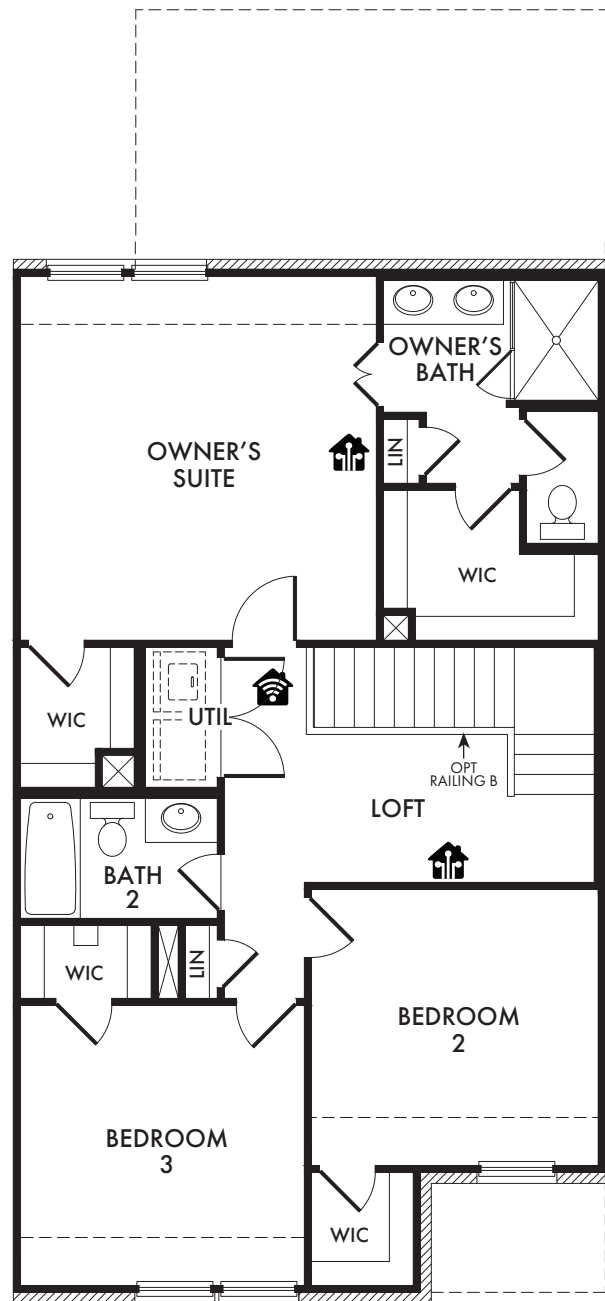 OWNER'S
BATH
OWNER'S
SUITE
LIN
WIC
WIC
UTIL
OPT
RAILING B
LOFT
BATH
2
WIC
LIN
BEDROOM
2
BEDROOM
3
WIC